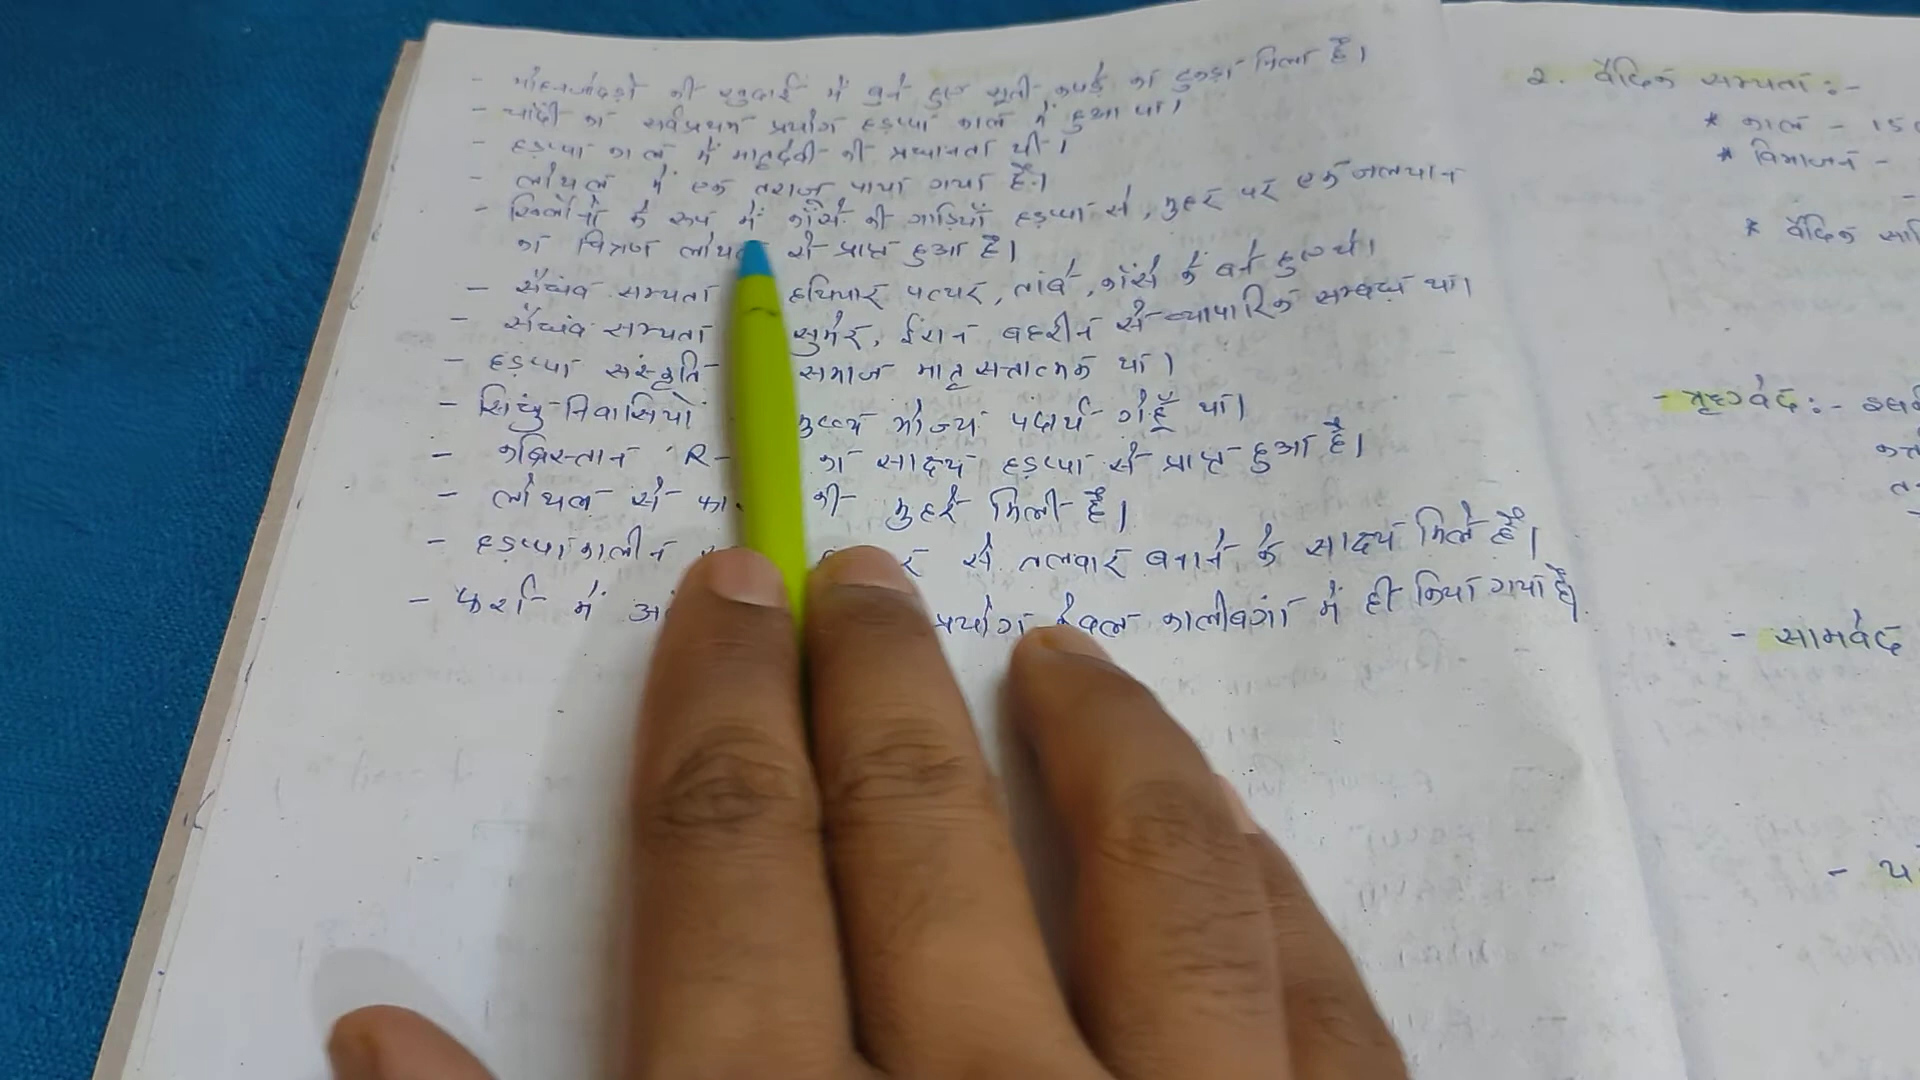 - मोहनजोदड़ो की खुदाई में बुने हुए सूती कपड़े का टुकड़ा मिला है।
- चांदी का सर्वप्रथम प्रयोग हड़प्पा काल में हुआ था।
- हड़प्पा काल में मातृदेवी की प्रधानता थी।
- लोथल में एक तराजू पाया गया है।
- खिलौनों के रूप में काँसे की गाड़ियाँ हड़प्पा से, मुहर पर एक जलयान
का चित्रण लोथल से प्राप्त हुआ है।
- सैंधव सभ्यता हथियार पत्थर, तांबे, काँसे के बने हुए थे।
- सैंधव सभ्यता सुमेर, ईरान बहरीन से व्यापारिक सम्बंध था।
- हड़प्पा संस्कृति समाज मातृसत्तात्मक था।
- सिंधु-निवासियों मुख्य भोज्य पदार्थ गेहूँ था।
- कब्रिस्तान R- का साक्ष्य हड़प्पा से प्राप्त हुआ है।
- लोथल से फा की मुहरें मिली हैं।
- हड़प्पाकालीन से तलवार बनाने के साक्ष्य मिले हैं।
- फर्श में प्रयोग केवल कालीबगां में ही किया गया है।
2. वैदिक सभ्यता :-
* काल - 150
* विभाजन -
* वैदिक
- ऋग्वेद :-
- सामवेद